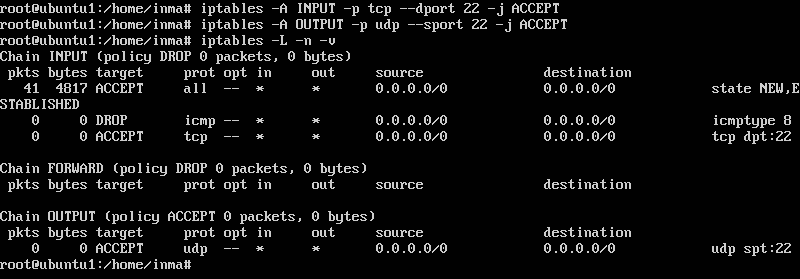 root@ubuntu1:/home/inma# iptables -A INPUT -p tcp --dport 22 -j ACCEPT
root@ubuntu1:/home/inma# iptables -A OUTPUT -p udp --sport 22 -j ACCEPT
root@ubuntu1:/home/inma# iptables -L -n -v
Chain INPUT (policy DROP 0 packets, 0 bytes)
 pkts bytes target     prot opt in     out     source               destination
   41  4817 ACCEPT     all  --  *      *       0.0.0.0/0            0.0.0.0/0            state NEW,E
STABLISHED
    0     0 DROP       icmp --  *      *       0.0.0.0/0            0.0.0.0/0            icmptype 8
    0     0 ACCEPT     tcp  --  *      *       0.0.0.0/0            0.0.0.0/0            tcp dpt:22
Chain FORWARD (policy DROP 0 packets, 0 bytes)
 pkts bytes target     prot opt in     out     source               destination
Chain OUTPUT (policy ACCEPT 0 packets, 0 bytes)
 pkts bytes target     prot opt in     out     source               destination
    0     0 ACCEPT     udp  --  *      *       0.0.0.0/0            0.0.0.0/0            udp spt:22
root@ubuntu1:/home/inma#